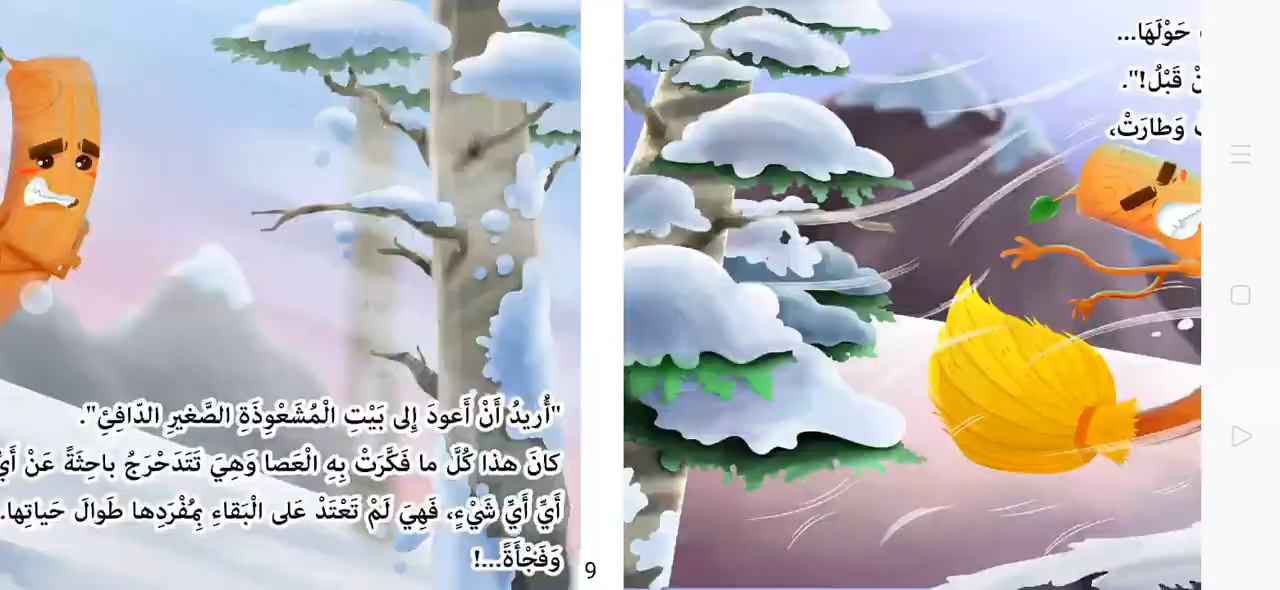 حَوْلَهَا...
قَبْلُ!".
وَطارَتْ،
"أُريدُ أَنْ أَعودَ إِلى بَيْتِ الْمُشَعْوِذَةِ الصَّغيرِ الدّافِئِ".
كانَ هذا كُلَّ ما فَكَّرَتْ بِهِ الْعَصا وَهِيَ تَتَدَحْرَجُ باحِثَةً عَنْ
أَيِّ أَيِّ شَيْءٍ، فَهِيَ لَمْ تَعْتَدْ عَلى الْبَقاءِ بِمُفْرَدِها طَوالَ حَياتِها.
وَفَجْأَةً...!
9